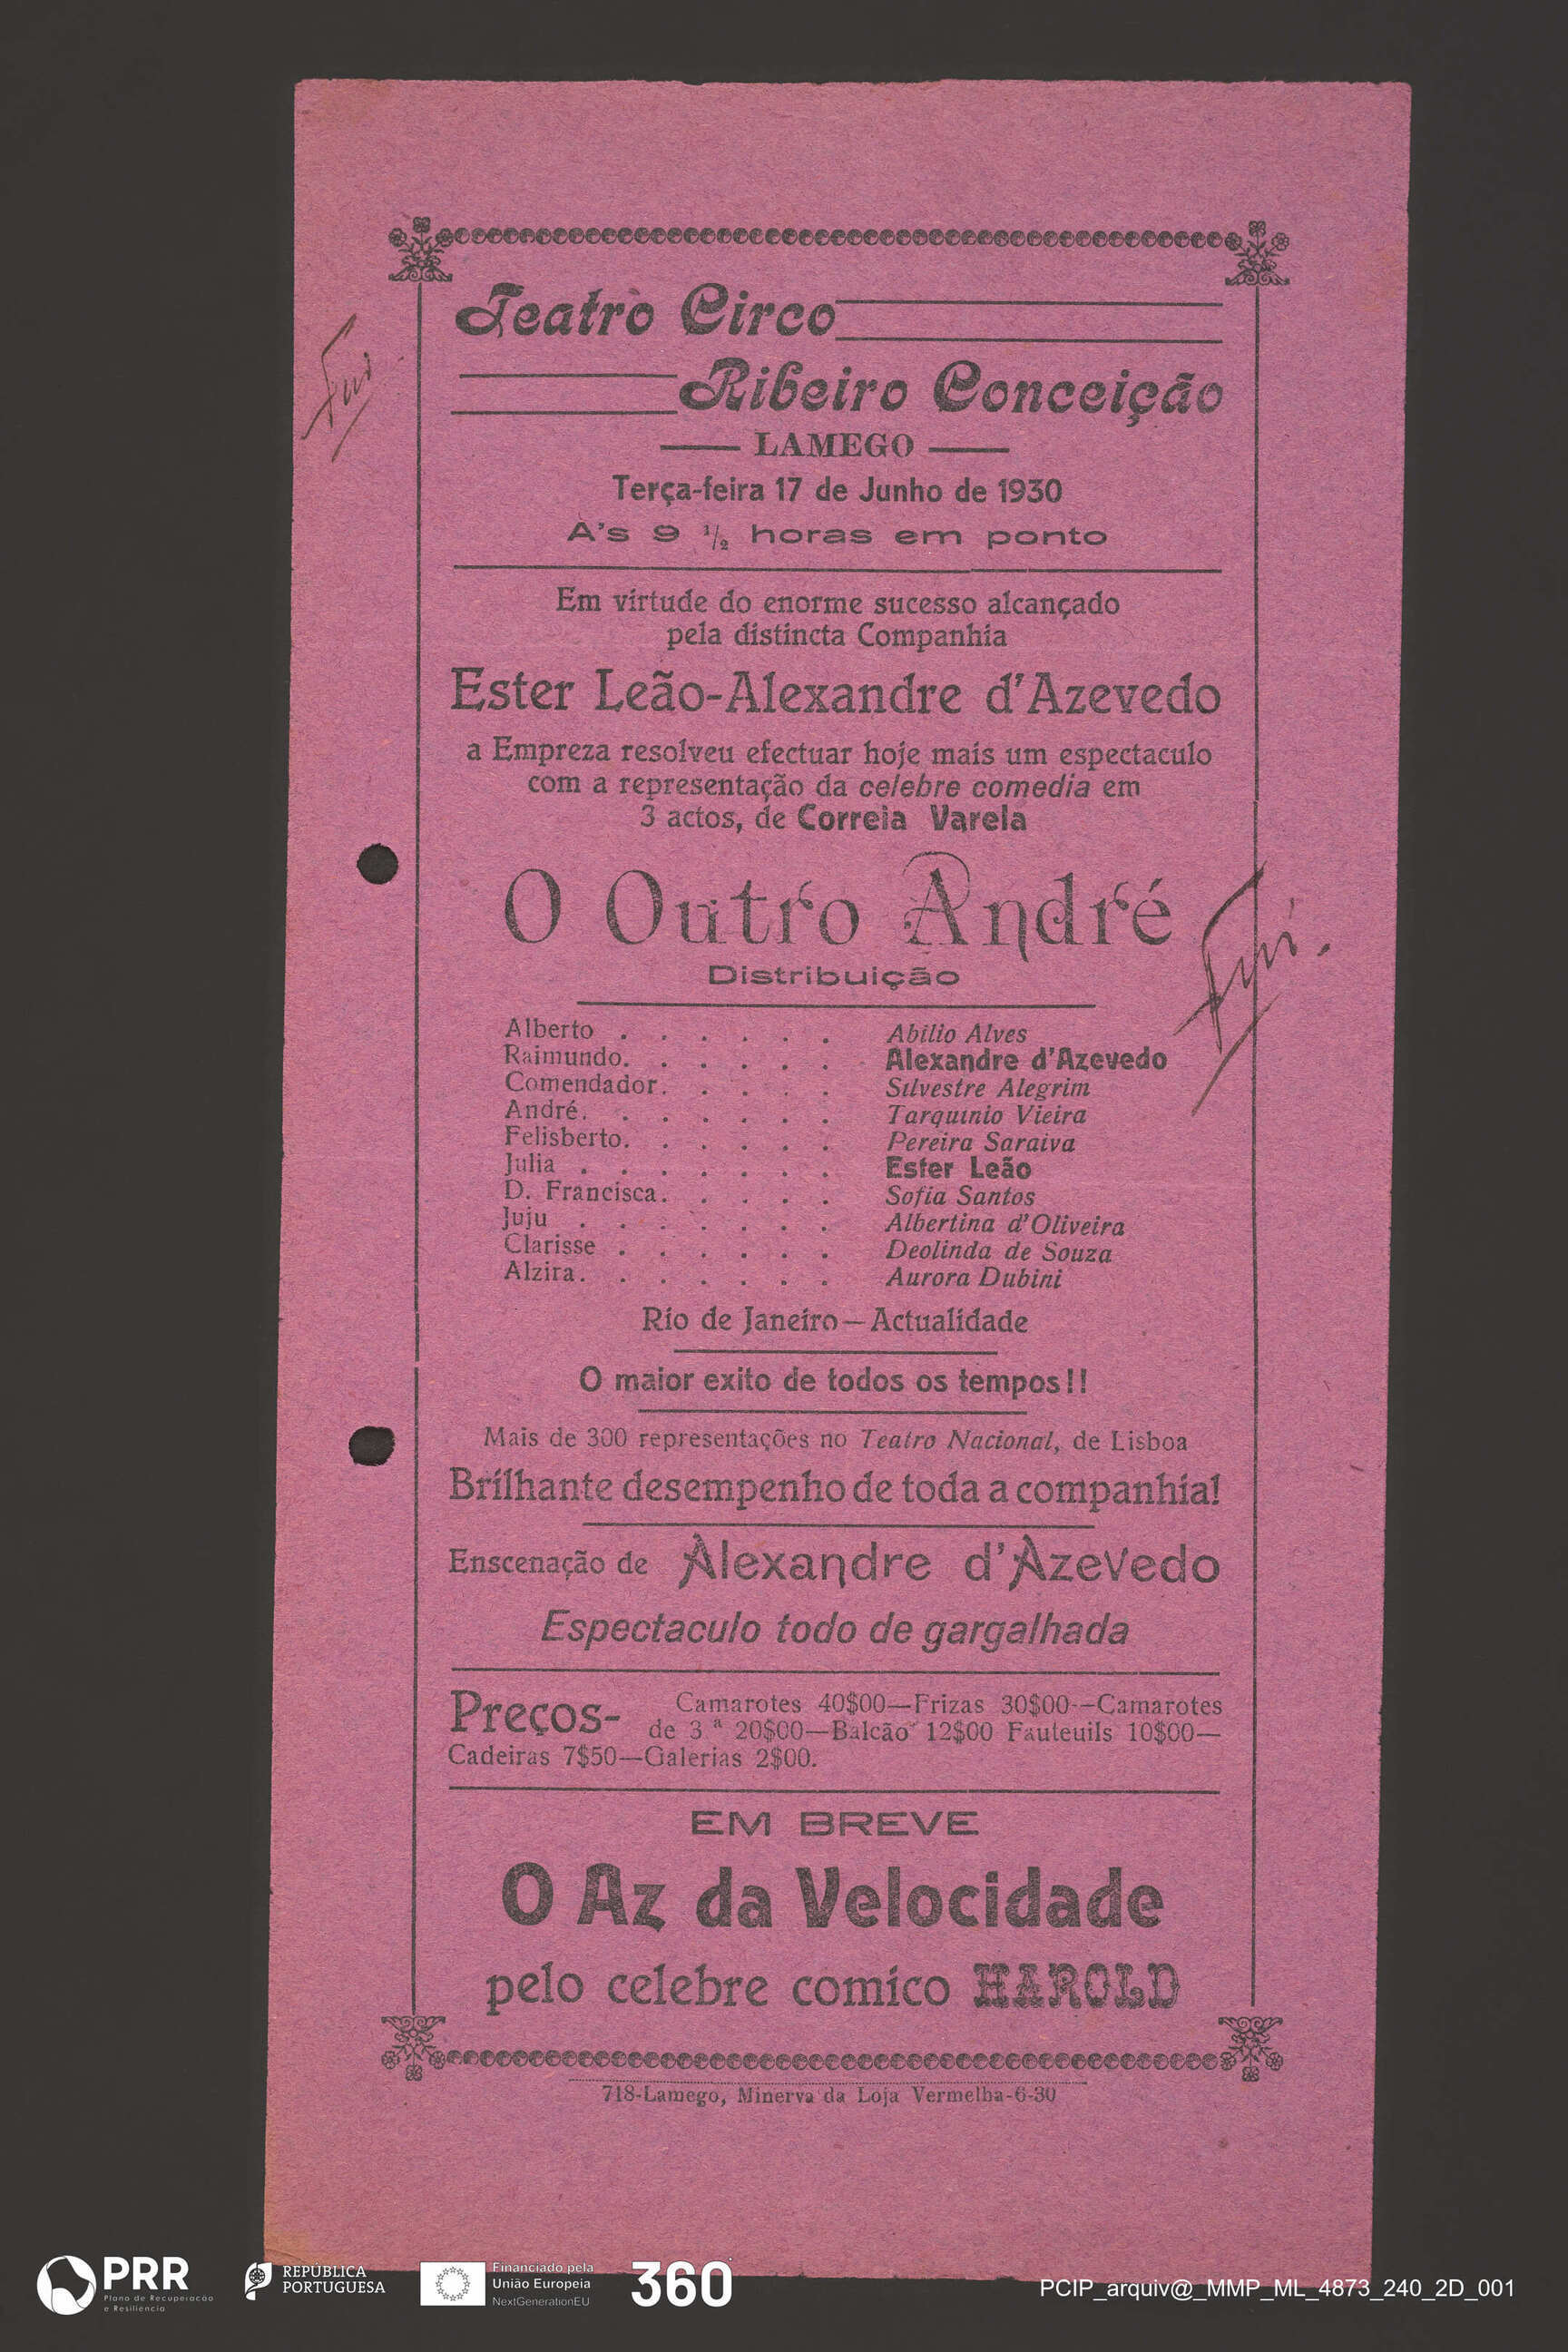 Teatro Circo
Ribeiro Conceição
LAMEGO
Terça-feira 17 de Junho de 1930
A's 9 1/2 horas em ponto
Fui.
Em virtude do enorme sucesso alcançado
pela distincta Companhia
Ester Leão-Alexandre d'Azevedo
a Empreza resolveu efectuar hoje mais um espectaculo
com a representação da celebre comedia em
3 actos, de Correia Varela
O Outro André
Fui.
Distribuição
Alberto . . . . . . Abilio Alves
Raimundo. . . . . . Alexandre d'Azevedo
Comendador. . . . . Silvestre Alegrim
André. . . . . . . Tarquinio Vieira
Felisberto. . . . . . Pereira Saraiva
Julia . . . . . . . Ester Leão
D. Francisca. . . . . Sofia Santos
Juju . . . . . . . Albertina d'Oliveira
Clarisse . . . . . . Deolinda de Souza
Alzira. . . . . . . Aurora Dubini
Rio de Janeiro—Actualidade
O maior exito de todos os tempos!!
Mais de 300 representações no Teatro Nacional, de Lisboa
Brilhante desempenho de toda a companhia!
Enscenação de Alexandre d'Azevedo
Espectaculo todo de gargalhada
Preços- Camarotes 40$00—Frizas 30$00--Camarotes
de 3.ª 20$00—Balcão 12$00 Fauteuils 10$00—
Cadeiras 7$50—Galerias 2$00.
EM BREVE
O Az da Velocidade
pelo celebre comico HAROLD
718-Lamego, Minerva da Loja Vermelha-6-30
PRR
Plano de Recuperação
e Resiliência
REPÚBLICA
PORTUGUESA
Financiado pela
União Europeia
NextGenerationEU
360
PCIP_arquiv@_MMP_ML_4873_240_2D_001